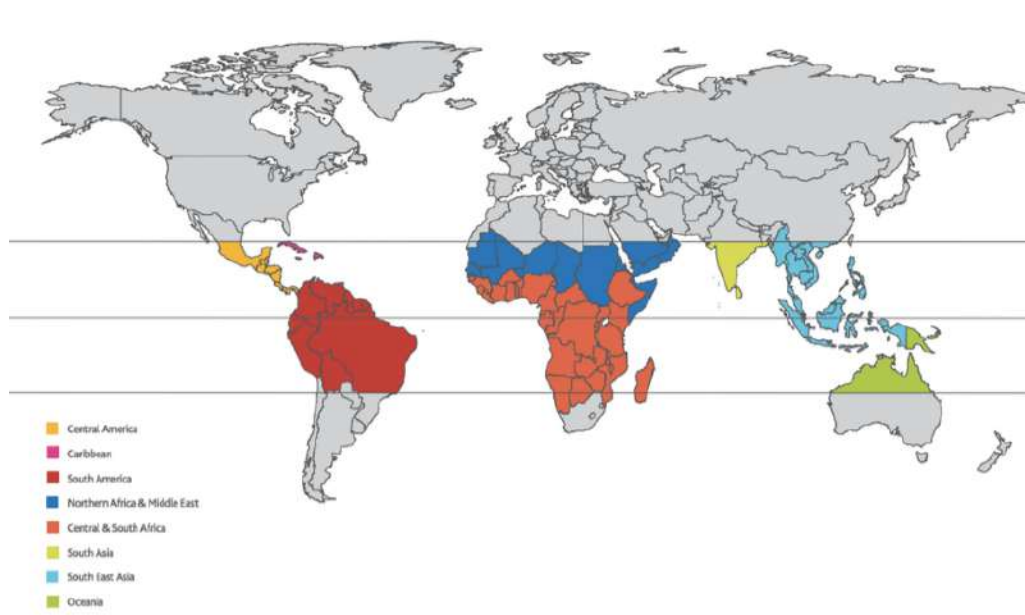 Central America
Caribbean
South America
Northern Africa & Middle East
Central & South Africa
South Asia
South East Asia
Oceania